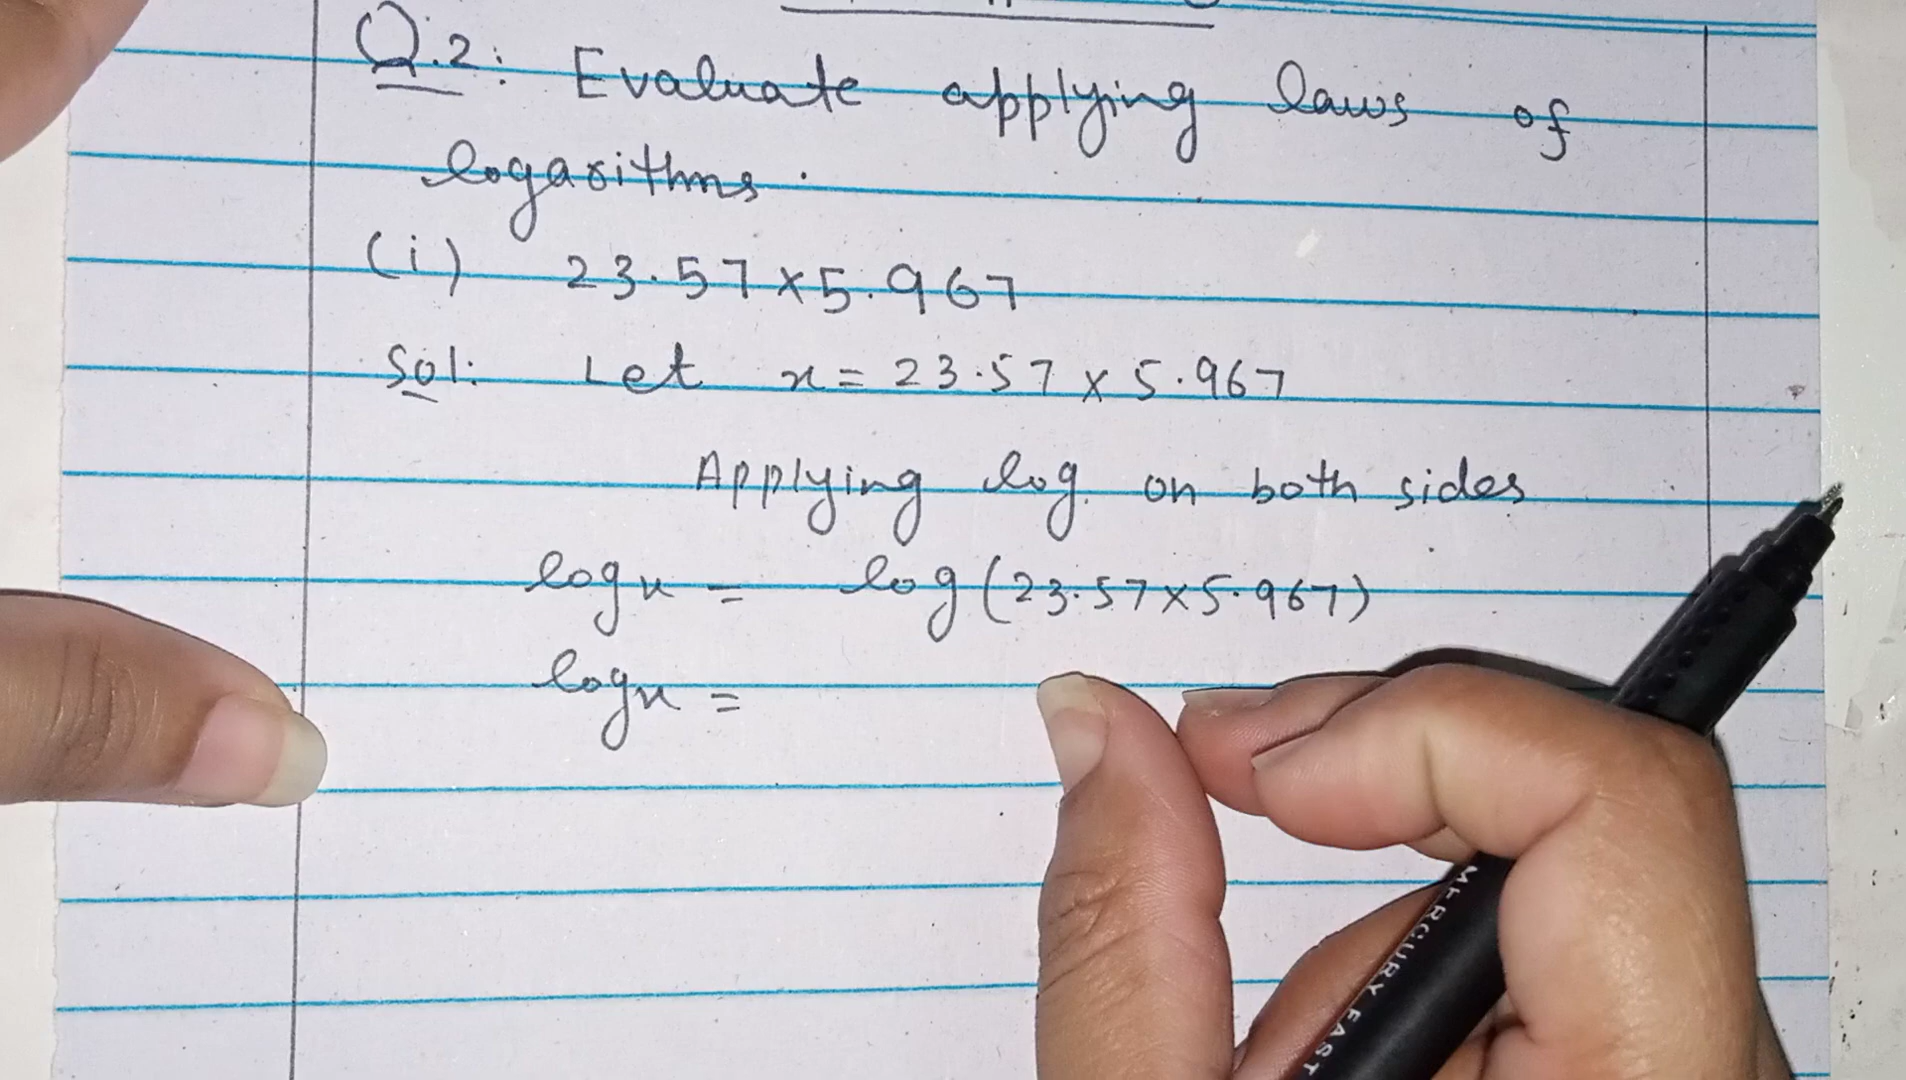 Q.2: Evaluate applying laws of
logarithms.
(i) 23.57×5.967
Sol: Let x = 23.57 × 5.967
Applying log on both sides
log x = log (23.57×5.967)
log x =
MERCURY FAST